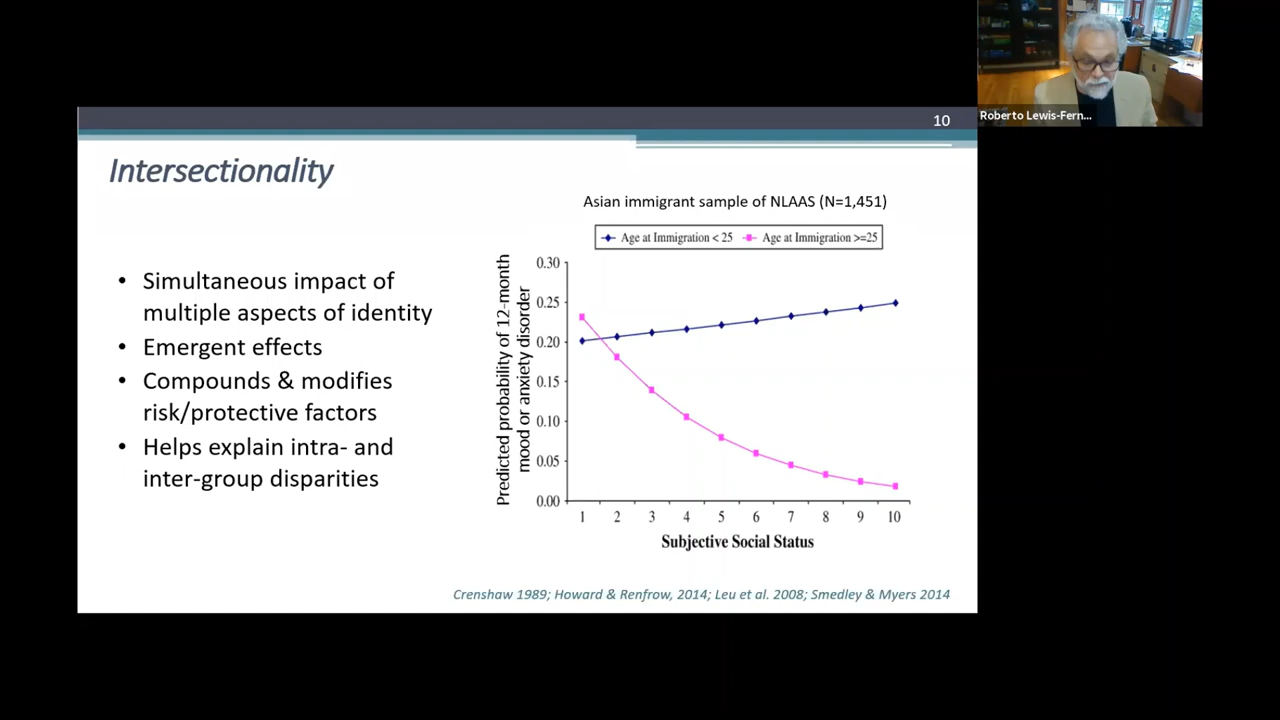 10
Roberto Lewis-Fern...
Intersectionality
• Simultaneous impact of
multiple aspects of identity
• Emergent effects
• Compounds & modifies
risk/protective factors
• Helps explain intra- and
inter-group disparities
Asian immigrant sample of NLAAS (N=1,451)
Age at Immigration < 25 Age at Immigration >=25
Predicted probability of 12-month
mood or anxiety disorder
0.30
0.25
0.20
0.15
0.10
0.05
0.00
1 2 3 4 5 6 7 8 9 10
Subjective Social Status
Crenshaw 1989; Howard & Renfrow, 2014; Leu et al. 2008; Smedley & Myers 2014